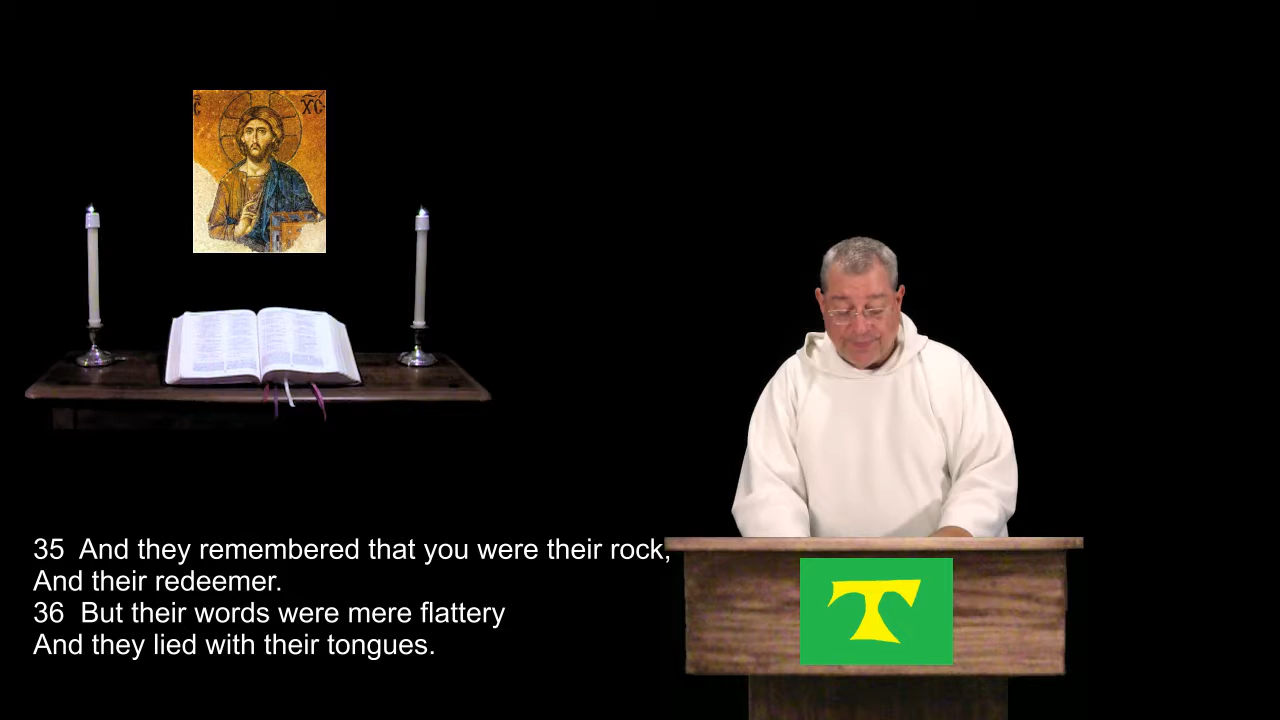 XC
35  And they remembered that you were their rock,
And their redeemer.
36  But their words were mere flattery
And they lied with their tongues.